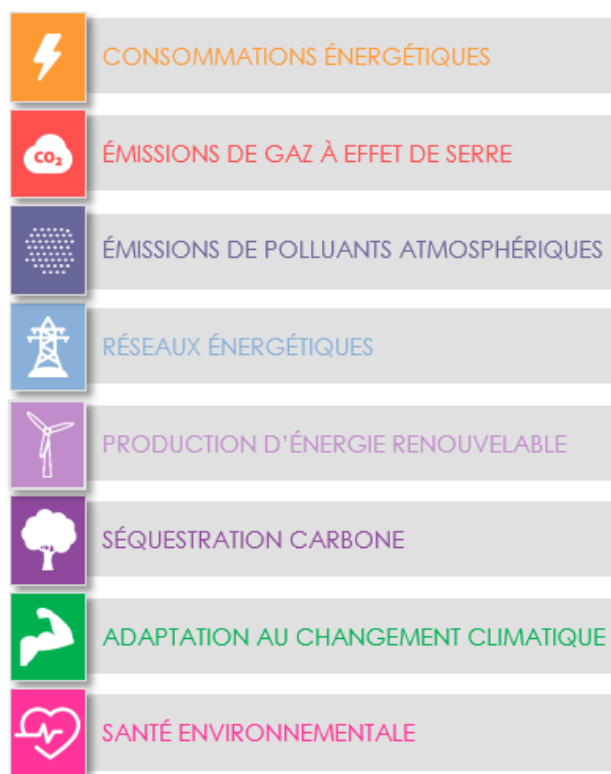 CONSOMMATIONS ÉNERGÉTIQUES
CO₂
ÉMISSIONS DE GAZ À EFFET DE SERRE
ÉMISSIONS DE POLLUANTS ATMOSPHÉRIQUES
RÉSEAUX ÉNERGÉTIQUES
PRODUCTION D'ÉNERGIE RENOUVELABLE
SÉQUESTRATION CARBONE
ADAPTATION AU CHANGEMENT CLIMATIQUE
SANTÉ ENVIRONNEMENTALE